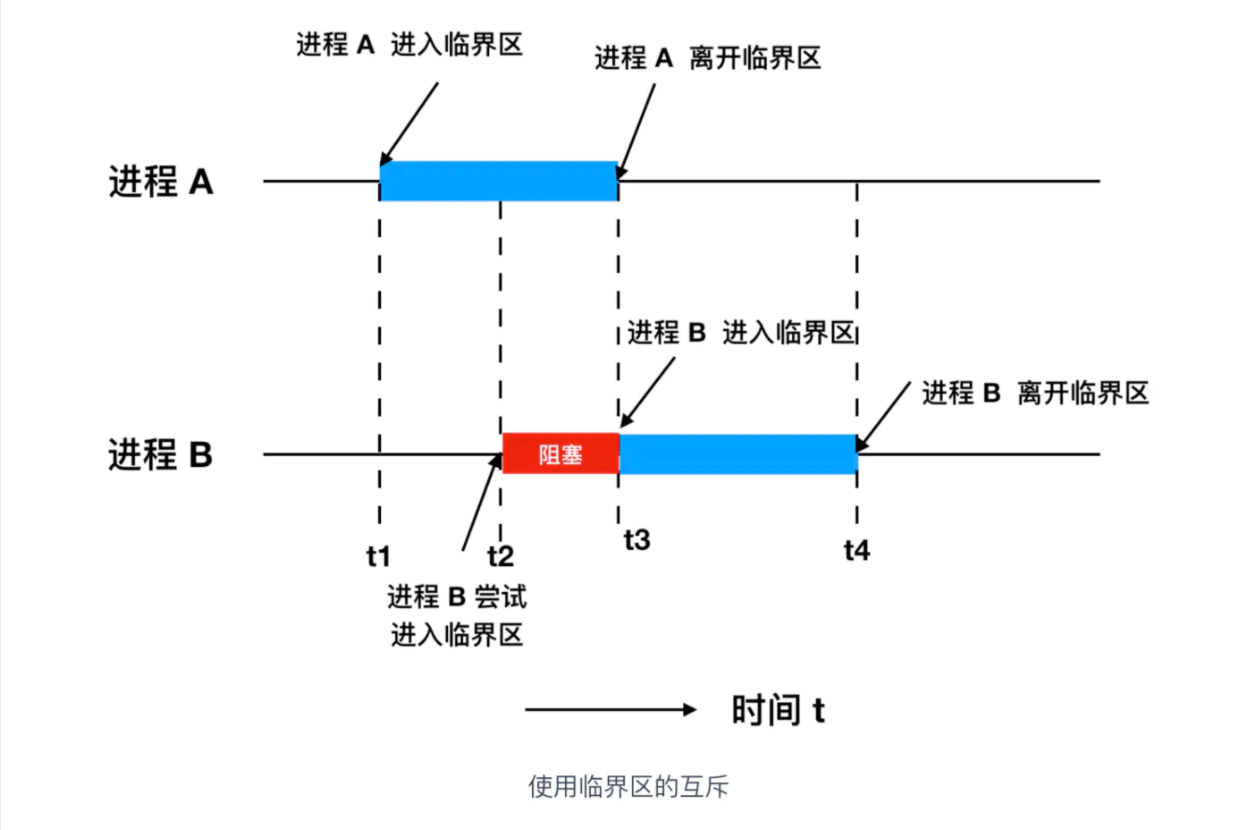 进程 A 进入临界区
进程 A 离开临界区
进程 A
进程 B 进入临界区
进程 B 离开临界区
进程 B
阻塞
t1
t2
t3
t4
进程 B 尝试
进入临界区
时间 t
使用临界区的互斥